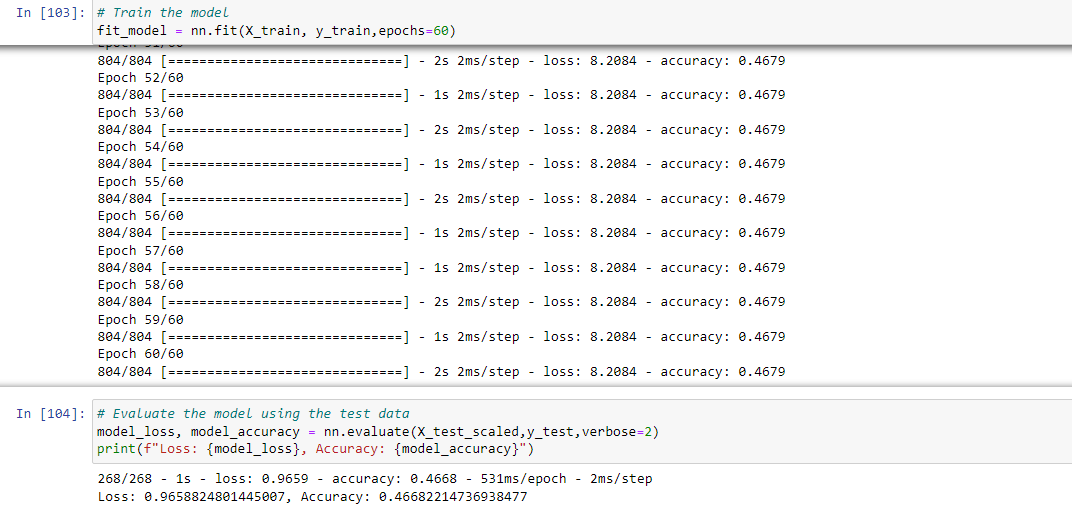 In [103]: # Train the model
fit_model = nn.fit(X_train, y_train,epochs=60)
Epoch 51/60
804/804 [==============================] - 2s 2ms/step - loss: 8.2084 - accuracy: 0.4679
Epoch 52/60
804/804 [==============================] - 1s 2ms/step - loss: 8.2084 - accuracy: 0.4679
Epoch 53/60
804/804 [==============================] - 2s 2ms/step - loss: 8.2084 - accuracy: 0.4679
Epoch 54/60
804/804 [==============================] - 1s 2ms/step - loss: 8.2084 - accuracy: 0.4679
Epoch 55/60
804/804 [==============================] - 2s 2ms/step - loss: 8.2084 - accuracy: 0.4679
Epoch 56/60
804/804 [==============================] - 1s 2ms/step - loss: 8.2084 - accuracy: 0.4679
Epoch 57/60
804/804 [==============================] - 1s 2ms/step - loss: 8.2084 - accuracy: 0.4679
Epoch 58/60
804/804 [==============================] - 2s 2ms/step - loss: 8.2084 - accuracy: 0.4679
Epoch 59/60
804/804 [==============================] - 1s 2ms/step - loss: 8.2084 - accuracy: 0.4679
Epoch 60/60
804/804 [==============================] - 2s 2ms/step - loss: 8.2084 - accuracy: 0.4679
In [104]: # Evaluate the model using the test data
model_loss, model_accuracy = nn.evaluate(X_test_scaled,y_test,verbose=2)
print(f"Loss: {model_loss}, Accuracy: {model_accuracy}")
268/268 - 1s - loss: 0.9659 - accuracy: 0.4668 - 531ms/epoch - 2ms/step
Loss: 0.9658824801445007, Accuracy: 0.46682214736938477